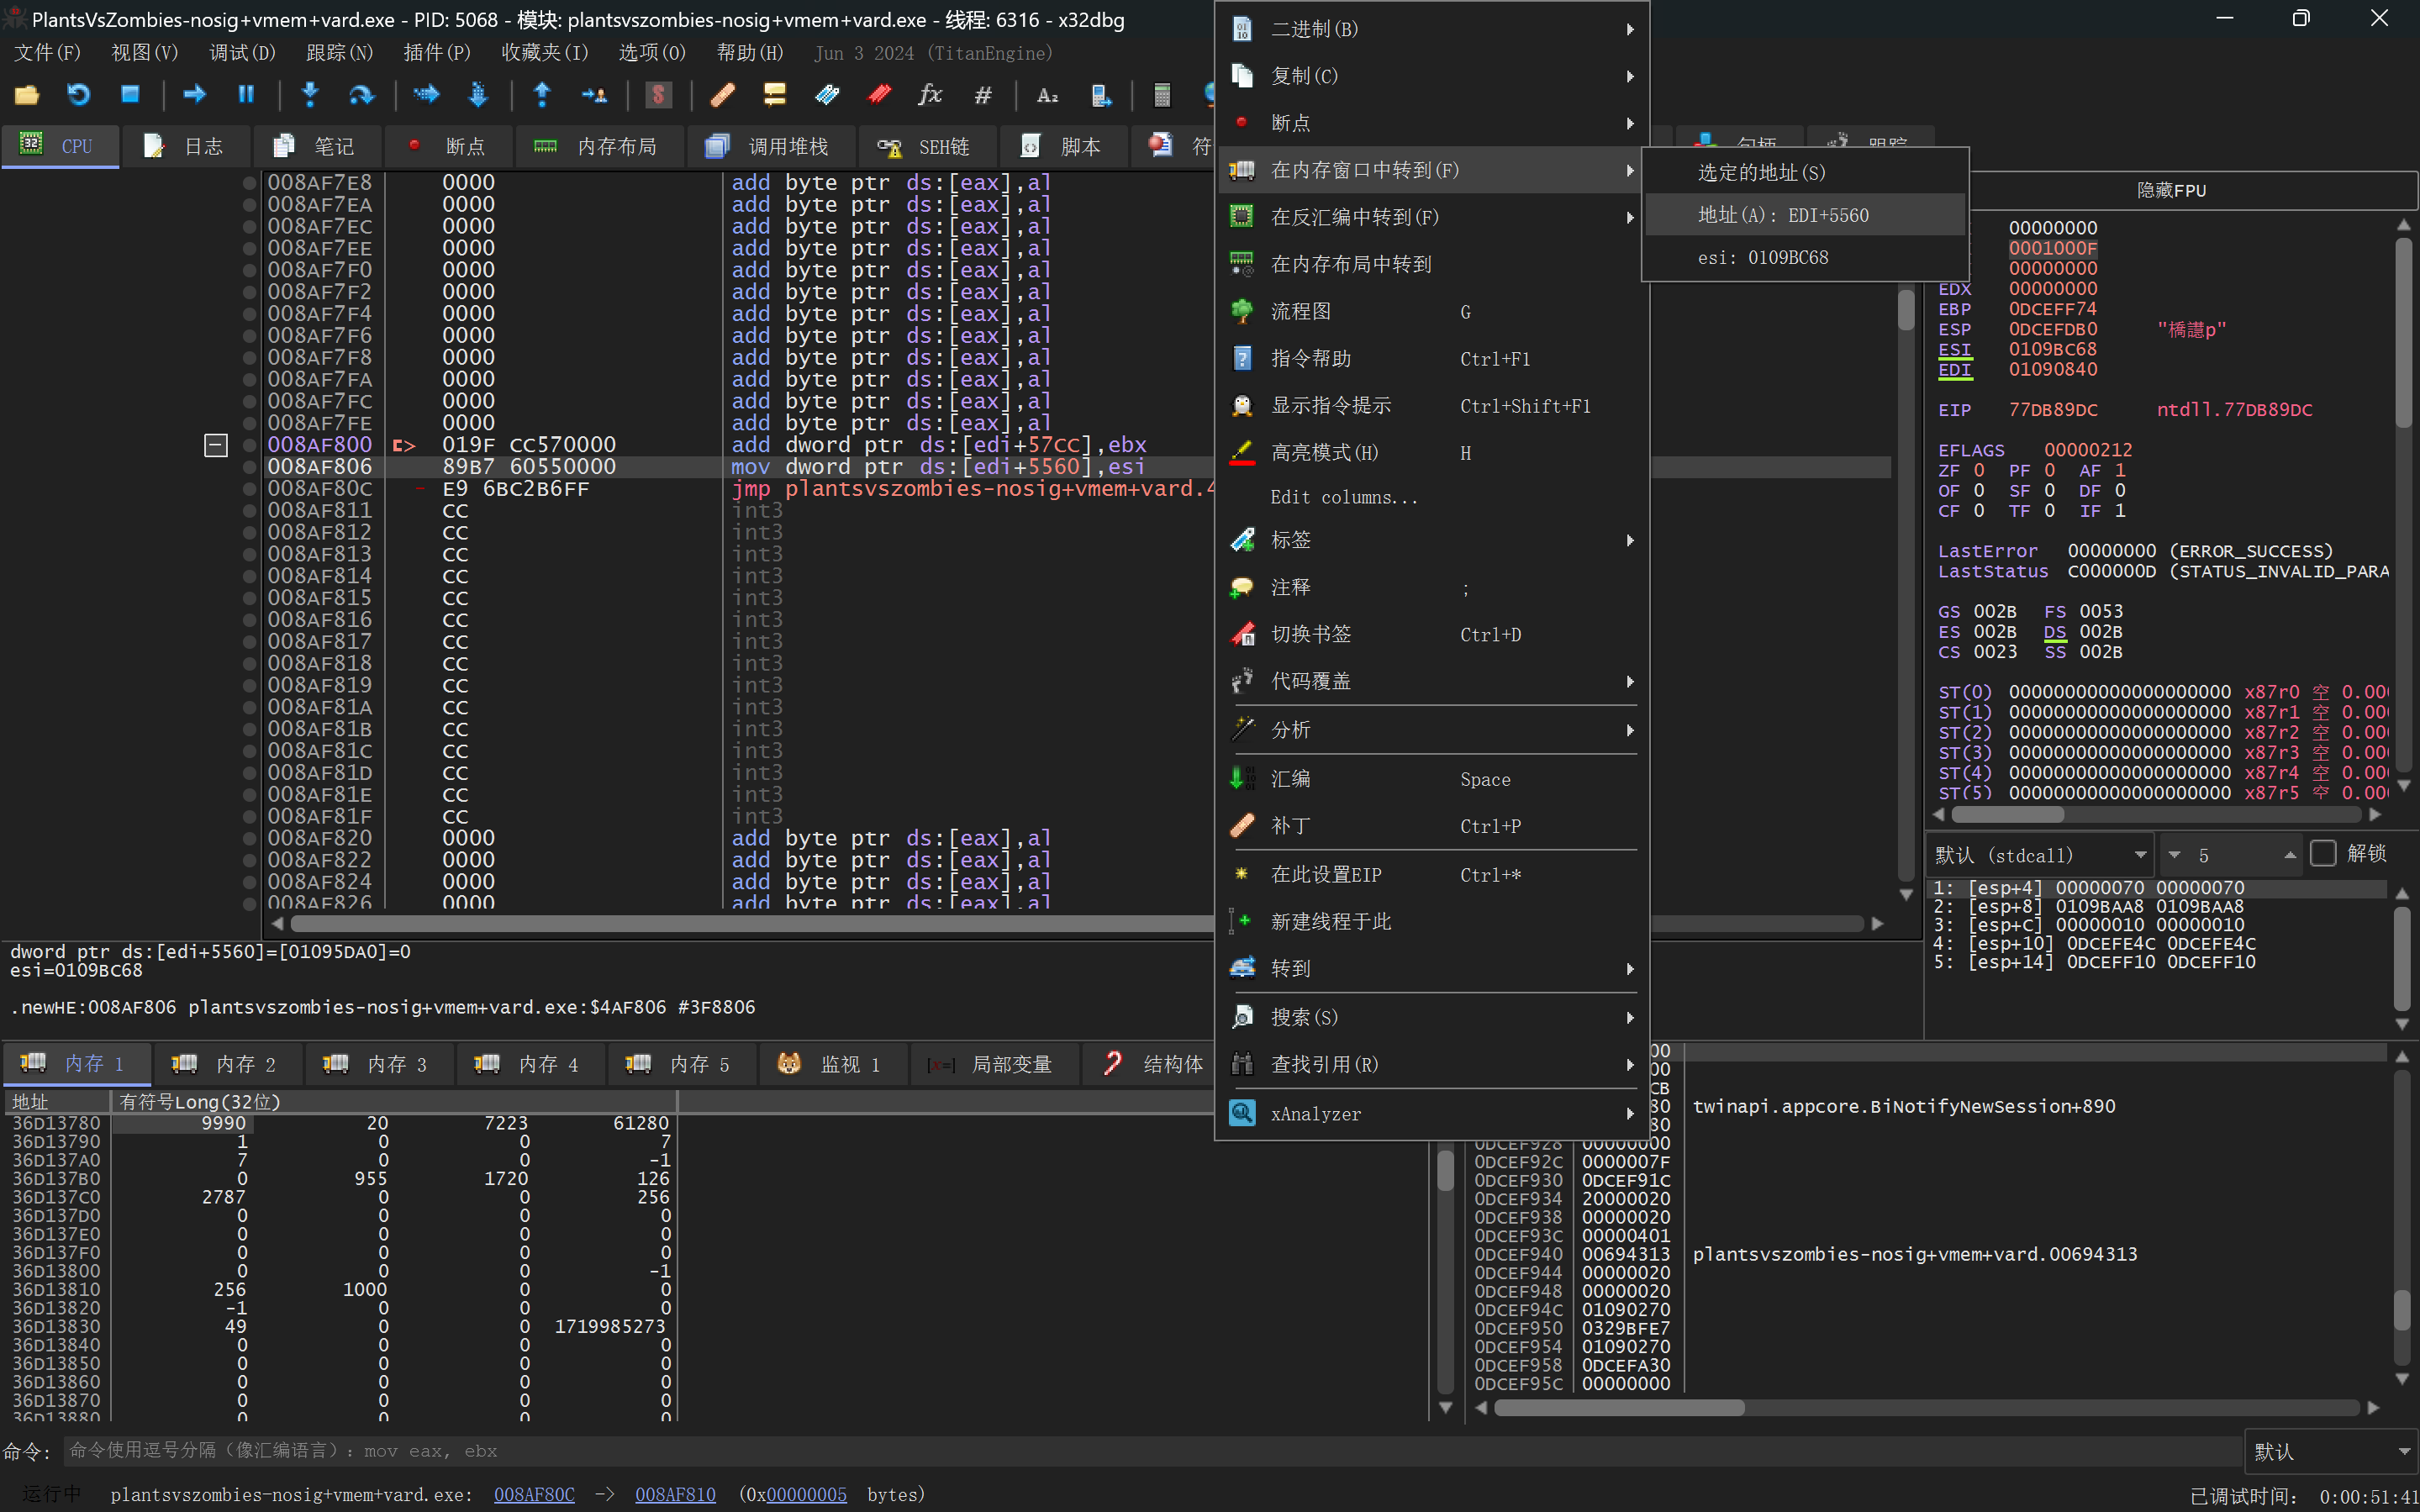 PlantsVsZombies-nosig+vmem+vard.exe - PID: 5068 - 模块: plantsvszombies-nosig+vmem+vard.exe - 线程: 6316 - x32dbg
文件(F) 视图(V) 调试(D) 跟踪(N) 插件(P) 收藏夹(I) 选项(O) 帮助(H) Jun 3 2024 (TitanEngine)
CPU 日志 笔记 断点 内存布局 调用堆栈 SEH链 脚本
008AF7E8 0000 add byte ptr ds:[eax],al
008AF7EA 0000 add byte ptr ds:[eax],al
008AF7EC 0000 add byte ptr ds:[eax],al
008AF7EE 0000 add byte ptr ds:[eax],al
008AF7F0 0000 add byte ptr ds:[eax],al
008AF7F2 0000 add byte ptr ds:[eax],al
008AF7F4 0000 add byte ptr ds:[eax],al
008AF7F6 0000 add byte ptr ds:[eax],al
008AF7F8 0000 add byte ptr ds:[eax],al
008AF7FA 0000 add byte ptr ds:[eax],al
008AF7FC 0000 add byte ptr ds:[eax],al
008AF7FE 0000 add byte ptr ds:[eax],al
008AF800 019F CC570000 add dword ptr ds:[edi+57CC],ebx
008AF806 89B7 60550000 mov dword ptr ds:[edi+5560],esi
008AF80C - E9 6BC2B6FF jmp plantsvszombies-nosig+vmem+vard.4
008AF811 CC int3
008AF812 CC int3
008AF813 CC int3
008AF814 CC int3
008AF815 CC int3
008AF816 CC int3
008AF817 CC int3
008AF818 CC int3
008AF819 CC int3
008AF81A CC int3
008AF81B CC int3
008AF81C CC int3
008AF81D CC int3
008AF81E CC int3
008AF81F CC int3
008AF820 0000 add byte ptr ds:[eax],al
008AF822 0000 add byte ptr ds:[eax],al
008AF824 0000 add byte ptr ds:[eax],al
008AF826 0000 add byte ptr ds:[eax],al
二进制(B)
复制(C)
断点
在内存窗口中转到(F)
在反汇编中转到(F)
在内存布局中转到
流程图 G
指令帮助 Ctrl+F1
显示指令提示 Ctrl+Shift+F1
高亮模式(H) H
Edit columns...
标签
注释 ;
切换书签 Ctrl+D
代码覆盖
分析
汇编 Space
补丁 Ctrl+P
在此设置EIP Ctrl+*
新建线程于此
转到
搜索(S)
查找引用(R)
xAnalyzer
选定的地址(S)
地址(A): EDI+5560
esi: 0109BC68
隐藏FPU
00000000
0001000F
00000000
EDX 00000000
EBP 0DCEFF74
ESP 0DCEFDB0 "橋譿p"
ESI 0109BC68
EDI 01090840
EIP 77DB89DC ntdll.77DB89DC
EFLAGS 00000212
ZF 0 PF 0 AF 1
OF 0 SF 0 DF 0
CF 0 TF 0 IF 1
LastError 00000000 (ERROR_SUCCESS)
LastStatus C000000D (STATUS_INVALID_PARA
GS 002B FS 0053
ES 002B DS 002B
CS 0023 SS 002B
ST(0) 00000000000000000000 x87r0 空 0.00
ST(1) 00000000000000000000 x87r1 空 0.00
ST(2) 00000000000000000000 x87r2 空 0.00
ST(3) 00000000000000000000 x87r3 空 0.00
ST(4) 00000000000000000000 x87r4 空 0.00
ST(5) 00000000000000000000 x87r5 空 0.00
默认 (stdcall) 5 解锁
1: [esp+4] 00000070 00000070
2: [esp+8] 0109BAA8 0109BAA8
3: [esp+C] 00000010 00000010
4: [esp+10] 0DCEFE4C 0DCEFE4C
5: [esp+14] 0DCEFF10 0DCEFF10
dword ptr ds:[edi+5560]=[01095DA0]=0
esi=0109BC68
.newHE:008AF806 plantsvszombies-nosig+vmem+vard.exe:$4AF806 #3F8806
内存 1 内存 2 内存 3 内存 4 内存 5 监视 1 局部变量 结构体
地址 有符号Long(32位)
36D13780 9990 20 7223 61280
36D13790 1 0 0 7
36D137A0 7 0 0 -1
36D137B0 0 955 1720 126
36D137C0 2787 0 0 256
36D137D0 0 0 0 0
36D137E0 0 0 0 0
36D137F0 0 0 0 0
36D13800 0 0 0 -1
36D13810 256 1000 0 0
36D13820 -1 0 0 0
36D13830 49 0 0 1719985273
36D13840 0 0 0 0
36D13850 0 0 0 0
36D13860 0 0 0 0
36D13870 0 0 0 0
36D13880 0 0 0 0
00
00
CB
30 twinapi.appcore.BiNotifyNewSession+890
80
0DCEF928 00000000
0DCEF92C 0000007F
0DCEF930 0DCEF91C
0DCEF934 20000020
0DCEF938 00000020
0DCEF93C 00000401
0DCEF940 00694313 plantsvszombies-nosig+vmem+vard.00694313
0DCEF944 00000020
0DCEF948 00000020
0DCEF94C 01090270
0DCEF950 0329BFE7
0DCEF954 01090270
0DCEF958 0DCEFA30
0DCEF95C 00000000
命令: 命令使用逗号分隔（像汇编语言）: mov eax, ebx 默认
运行中 plantsvszombies-nosig+vmem+vard.exe: 008AF80C -> 008AF810 (0x00000005 bytes) 已调试时间: 0:00:51:41